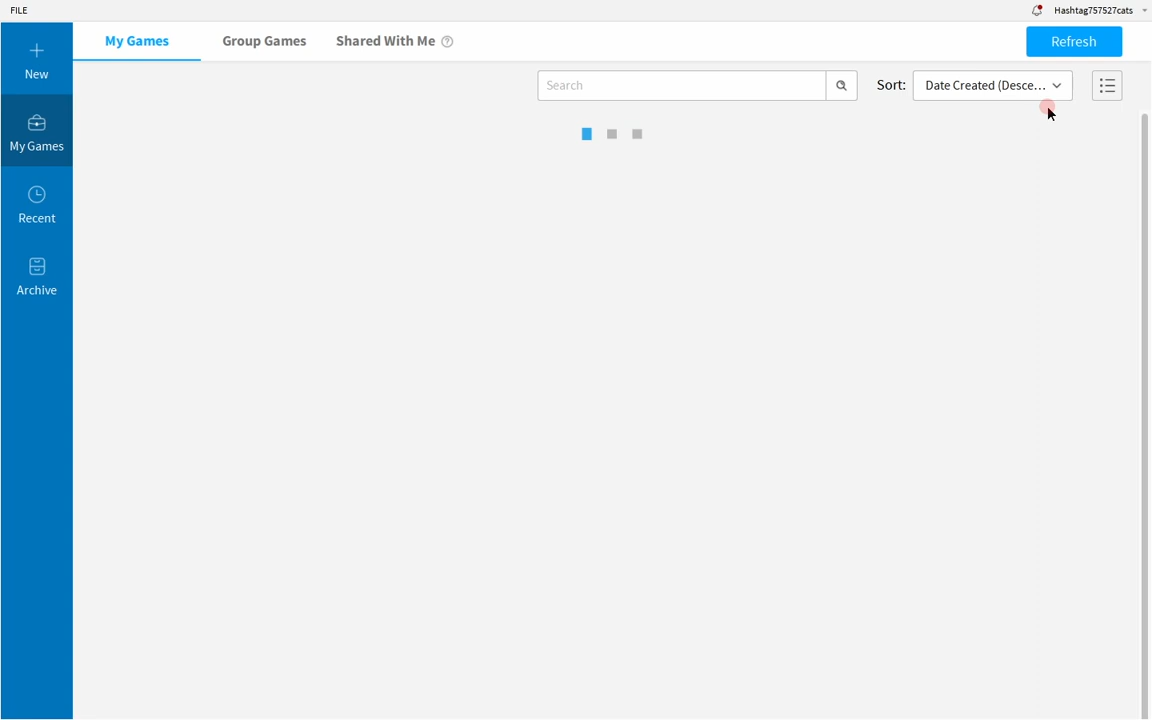 FILE
Hashtag757527cats
New
My Games
Group Games
Shared With Me
Refresh
Search
Sort:
Date Created (Desce...
My Games
Recent
Archive